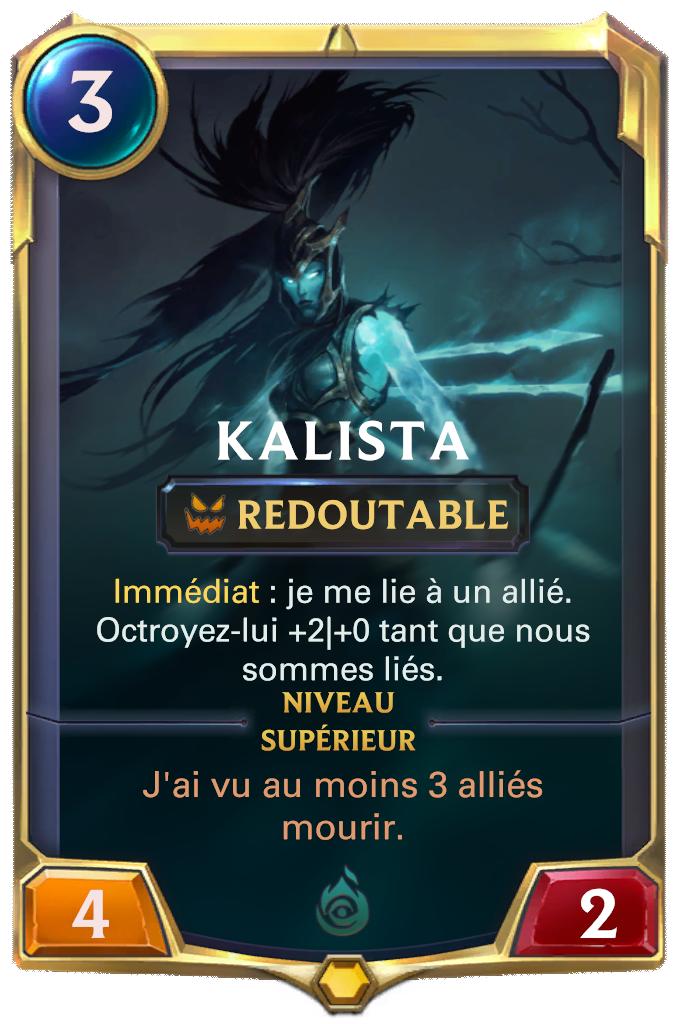 3
KALISTA
REDOUTABLE
Immédiat : je me lie à un allié.
Octroyez-lui +2|+0 tant que nous
sommes liés.
NIVEAU
SUPÉRIEUR
J'ai vu au moins 3 alliés
mourir.
4
2